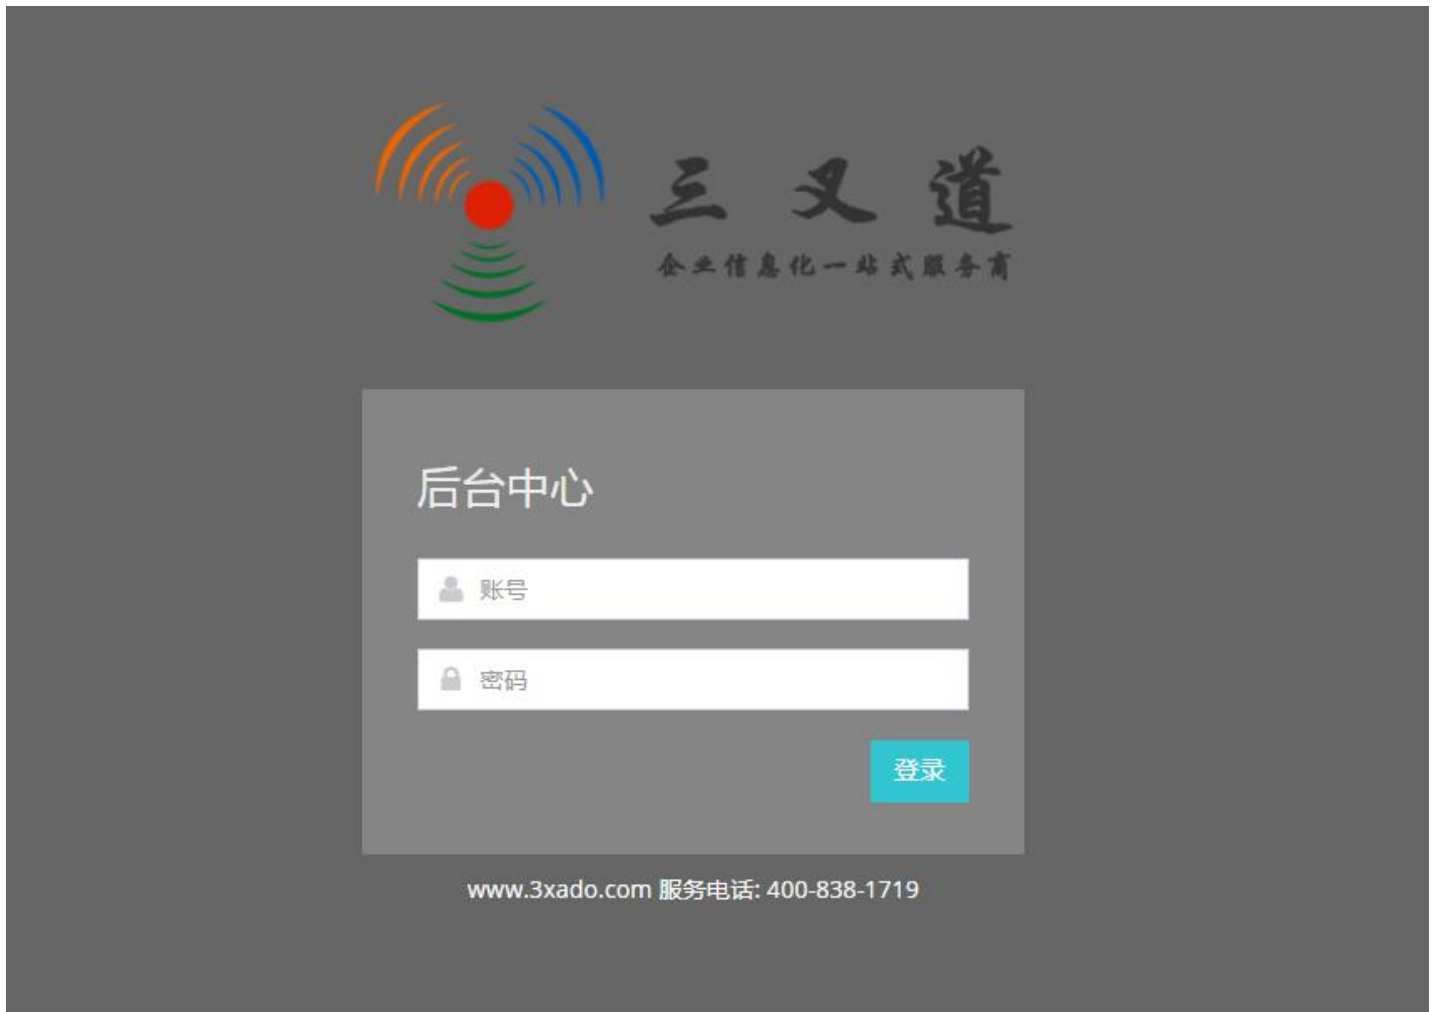 三叉道
企业信息化一站式服务商
后台中心
账号
密码
登录
www.3xado.com 服务电话: 400-838-1719